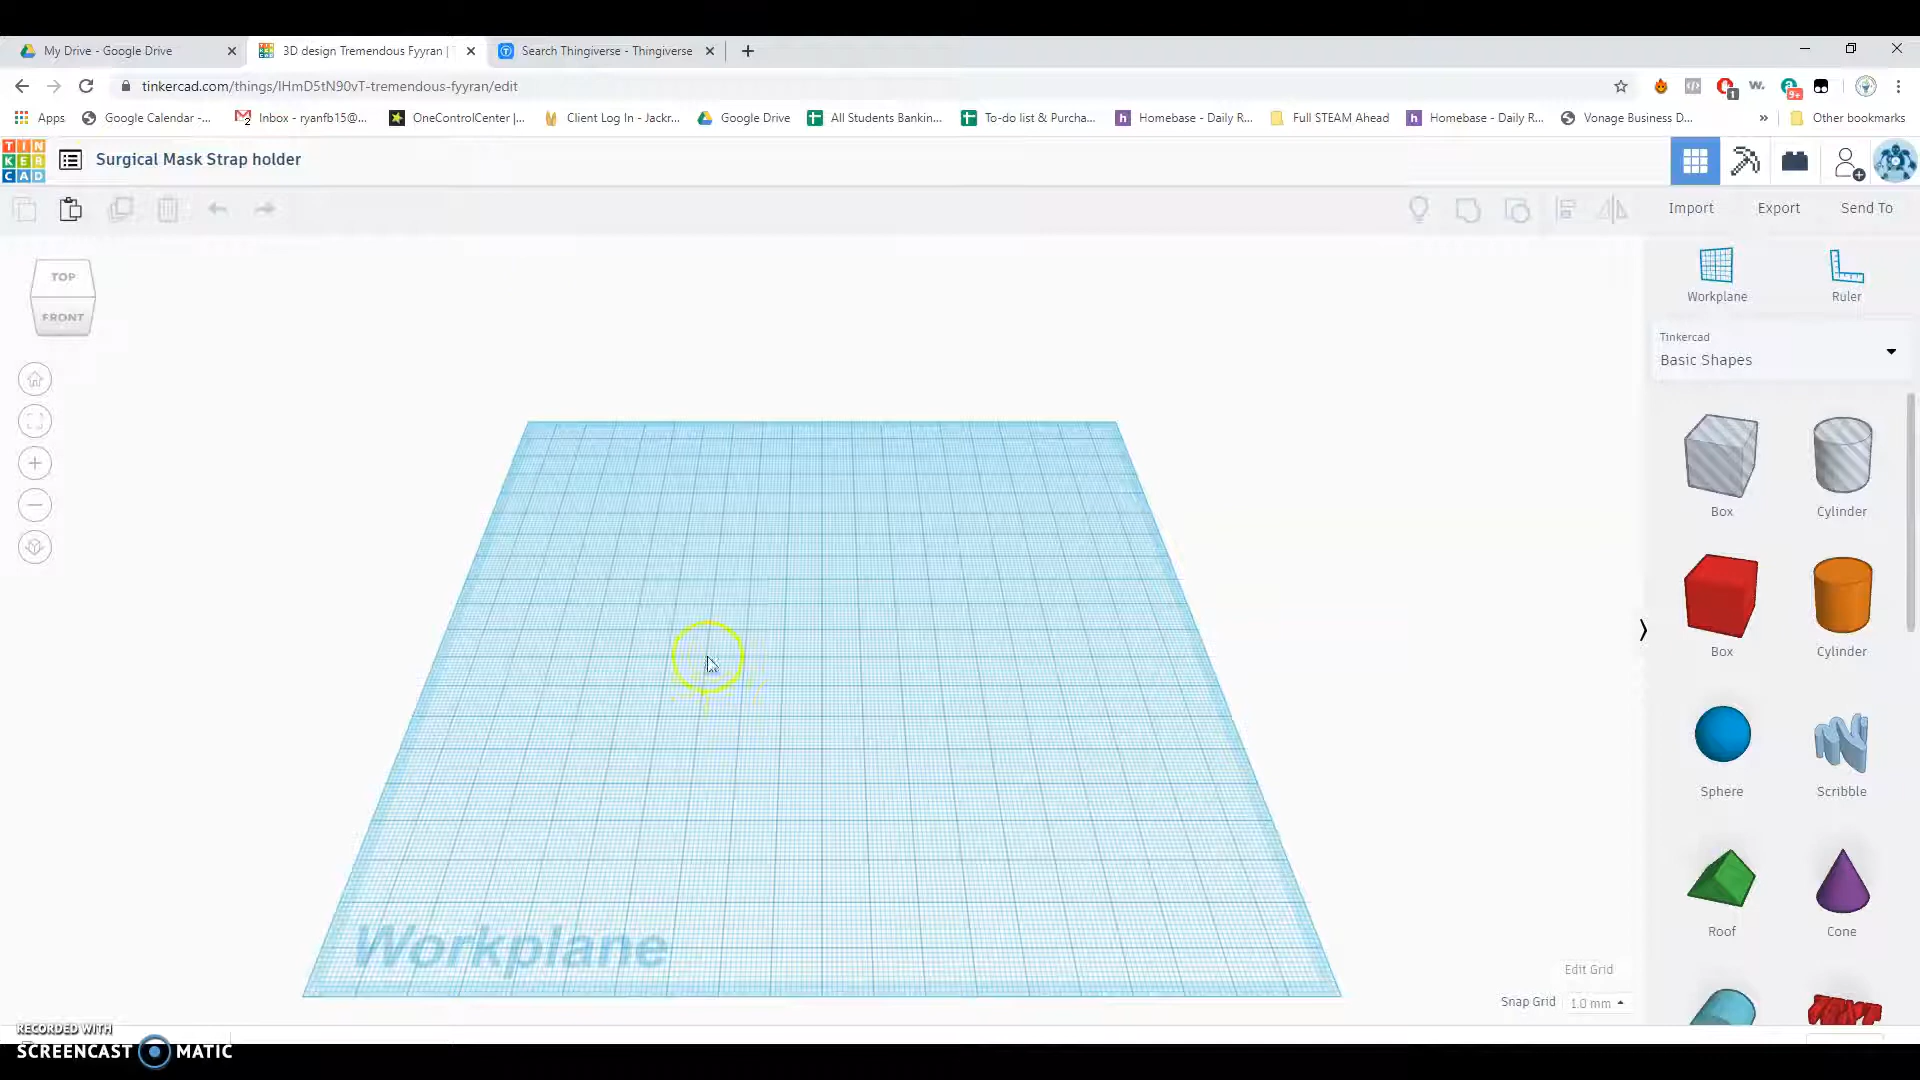 My Drive - Google Drive
3D design Tremendous Fyyran |
Search Thingiverse - Thingiverse
tinkercad.com/things/lHmD5tN90vT-tremendous-fyyran/edit
1
W.
9+
Apps
Google Calendar -...
Inbox - ryanfb15@...
OneControlCenter |...
Client Log In - Jackr...
Google Drive
All Students Bankin...
To-do list & Purcha...
Homebase - Daily R...
Full STEAM Ahead
Homebase - Daily R...
Vonage Business D...
»
Other bookmarks
TIN
KER
CAD
Surgical Mask Strap holder
Import
Export
Send To
TOP
FRONT
Workplane
Ruler
Tinkercad
Basic Shapes
Box
Cylinder
Box
Cylinder
Sphere
Scribble
Roof
Cone
Workplane
Edit Grid
Snap Grid
1.0 mm
RECORDED WITH
SCREENCAST MATIC